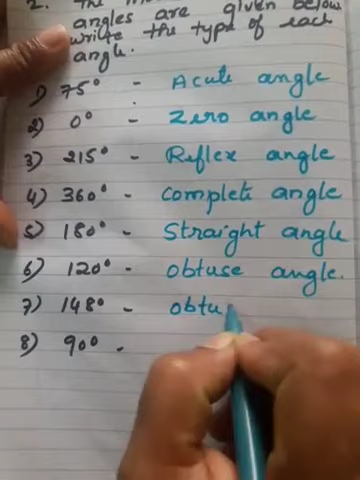 2. The
angles are given below
write the type of each
angle.
1) 75° - Acute angle
2) 0° - Zero angle
3) 215° - Reflex angle
4) 360° - Complete angle
5) 180° - Straight angle
6) 120° - obtuse angle.
7) 148° - obtu
8) 90° -